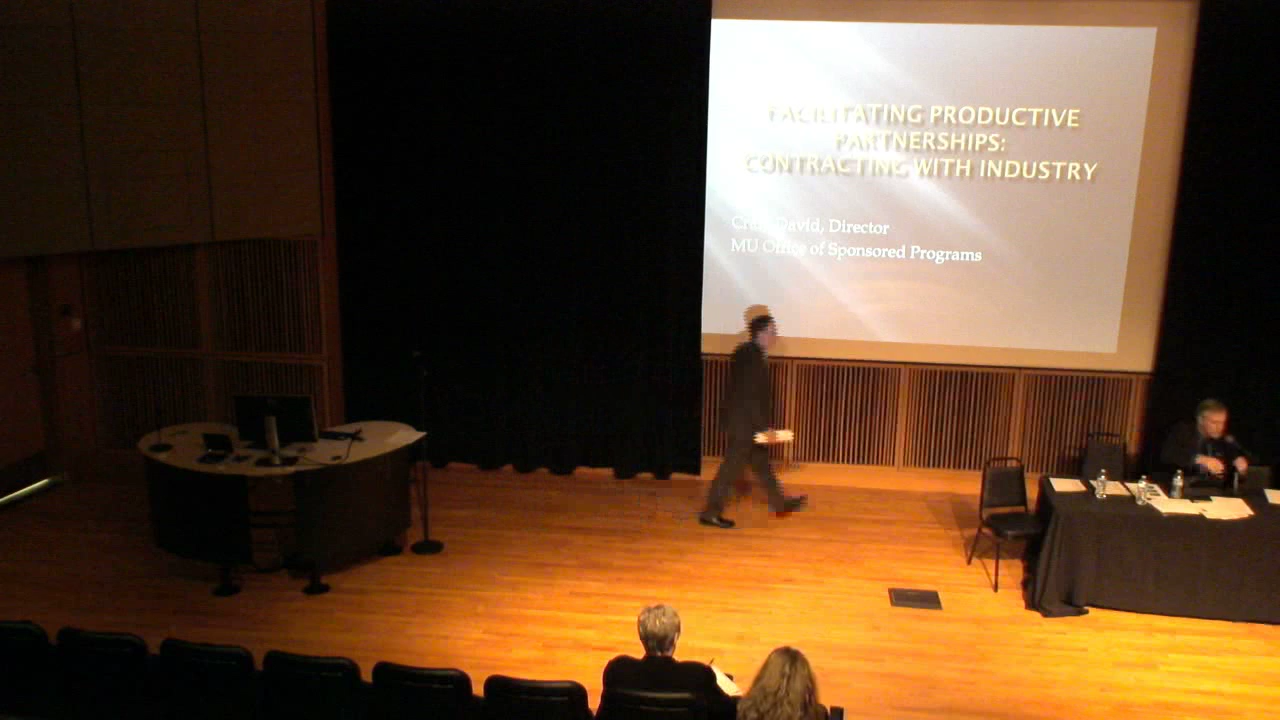 FACILITATING PRODUCTIVE
PARTNERSHIPS:
CONTRACTING WITH INDUSTRY
David, Director
MU Office of Sponsored Programs